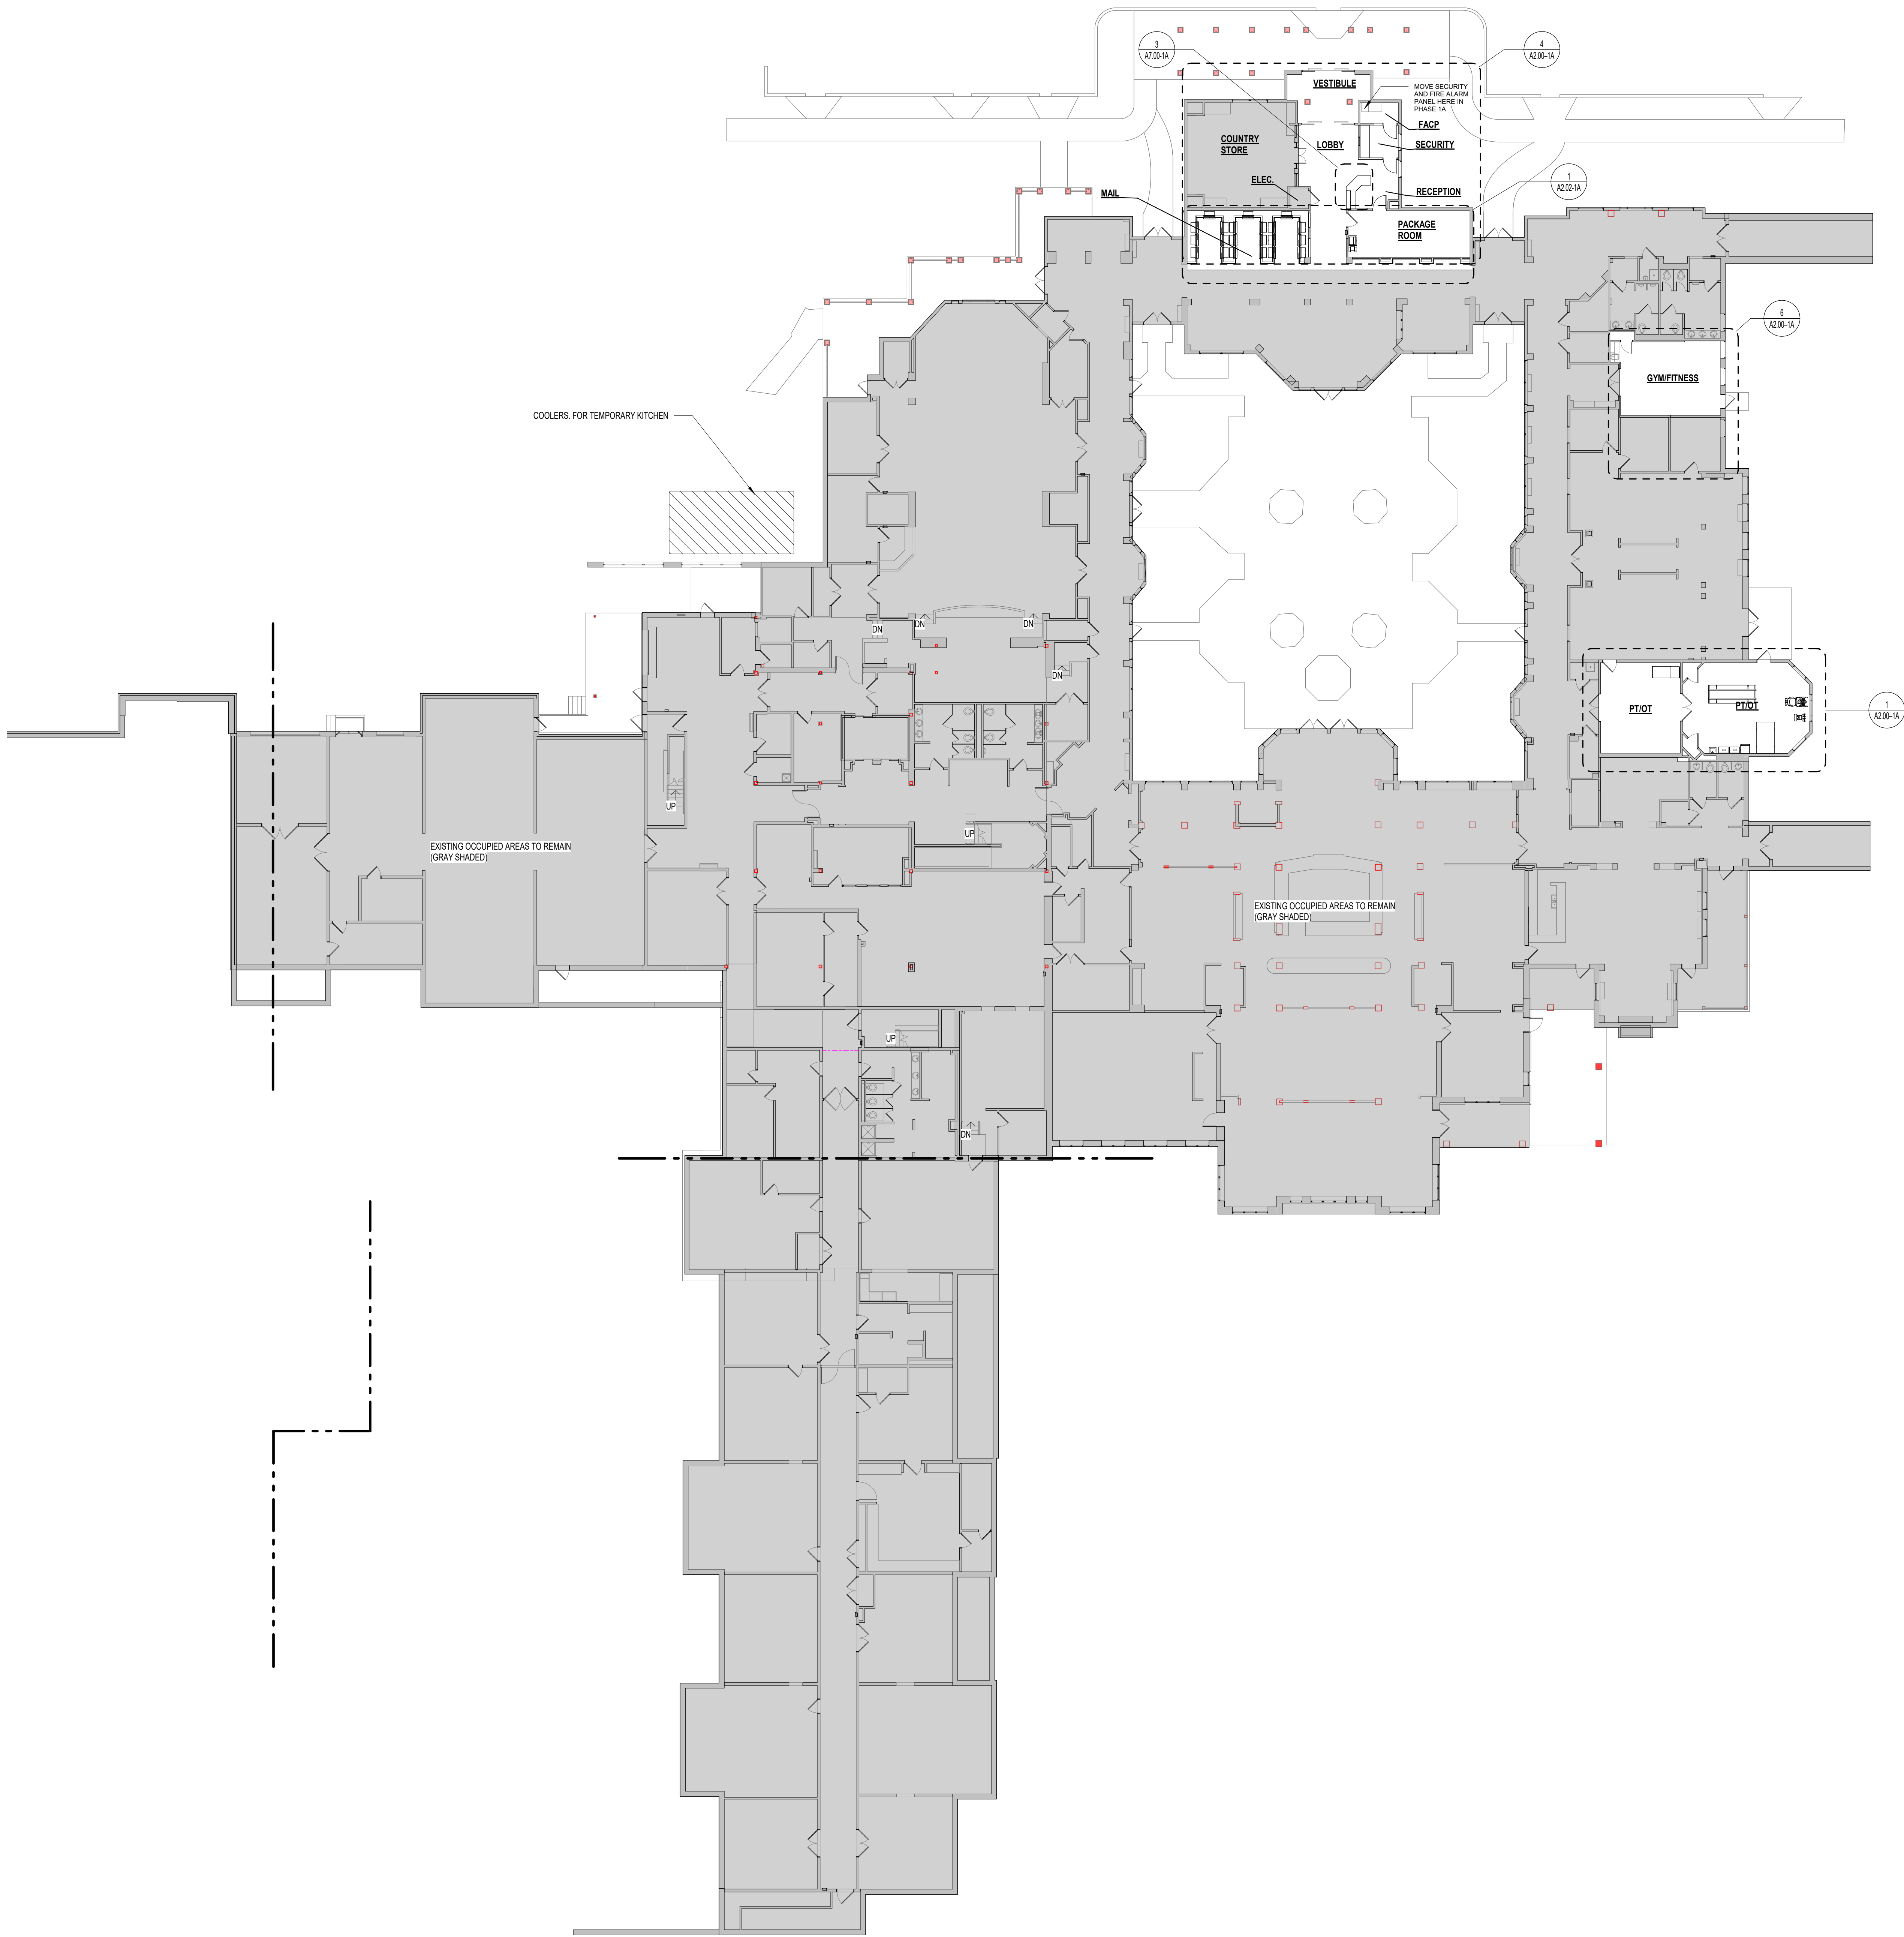 3
A7.00-1A
4
A2.00–1A
VESTIBULE
MOVE SECURITY
AND FIRE ALARM
PANEL HERE IN
PHASE 1A
FACP
COUNTRY
STORE
LOBBY
SECURITY
ELEC.
1
A2.02-1A
MAIL
RECEPTION
PACKAGE
ROOM
6
A2.00–1A
GYM/FITNESS
COOLERS. FOR TEMPORARY KITCHEN
DN
DN
DN
DN
PT/OT
PT/OT
1
A2.00–1A
UP
UP
EXISTING OCCUPIED AREAS TO REMAIN
(GRAY SHADED)
EXISTING OCCUPIED AREAS TO REMAIN
(GRAY SHADED)
UP
DN